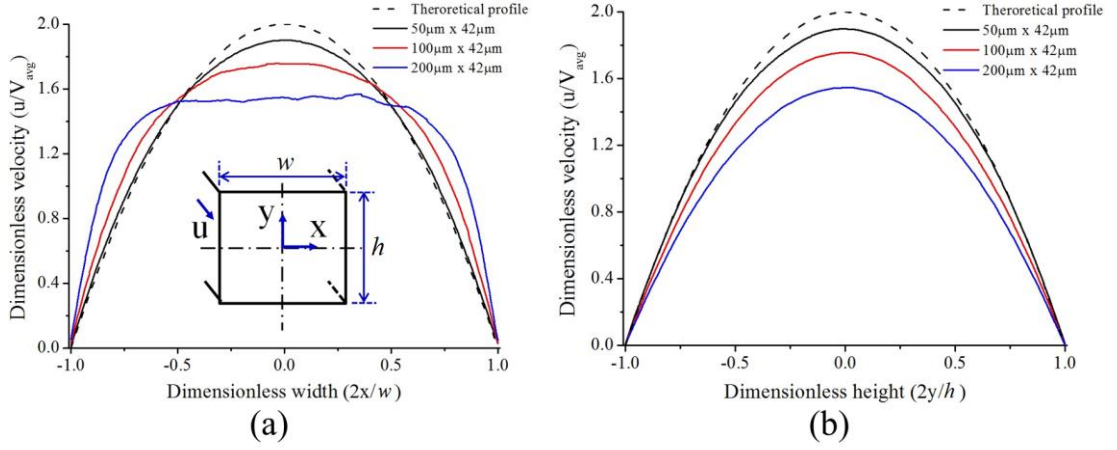 Theroretical profile
50μm x 42μm
100μm x 42μm
200μm x 42μm
Dimensionless velocity (u/Vavg)
2.0
1.6
1.2
0.8
0.4
0.0
w
y
u
x
h
-1.0 -0.5 0.0 0.5 1.0
Dimensionless width (2x/w)
(a)
Theroretical profile
50μm x 42μm
100μm x 42μm
200μm x 42μm
Dimensionless velocity (u/Vavg)
2.0
1.6
1.2
0.8
0.4
0.0
-1.0 -0.5 0.0 0.5 1.0
Dimensionless height (2y/h)
(b)